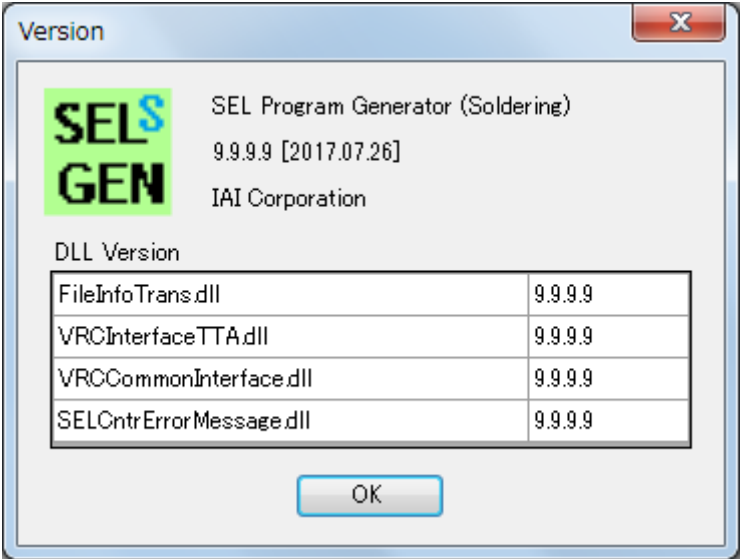 Version
SEL S
GEN
SEL Program Generator (Soldering)
9.9.9.9 [2017.07.26]
IAI Corporation
DLL Version
FileInfoTrans.dll 9.9.9.9
VRCInterfaceTTA.dll 9.9.9.9
VRCCommonInterface.dll 9.9.9.9
SELCntrErrorMessage.dll 9.9.9.9
OK